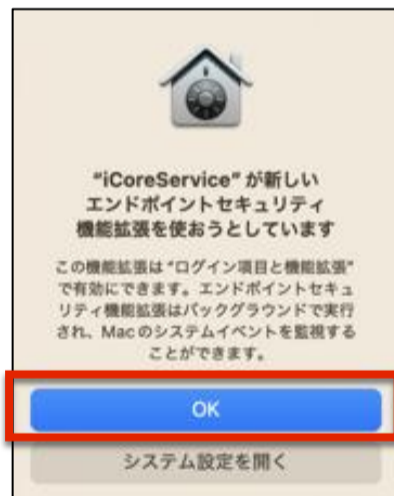 “iCoreService” が新しい
エンドポイントセキュリティ
機能拡張を使おうとしています
この機能拡張は “ログイン項目と機能拡張”
で有効にできます。エンドポイントセキュ
リティ機能拡張はバックグラウンドで実行
され、Mac のシステムイベントを監視する
ことができます。
OK
システム設定を開く